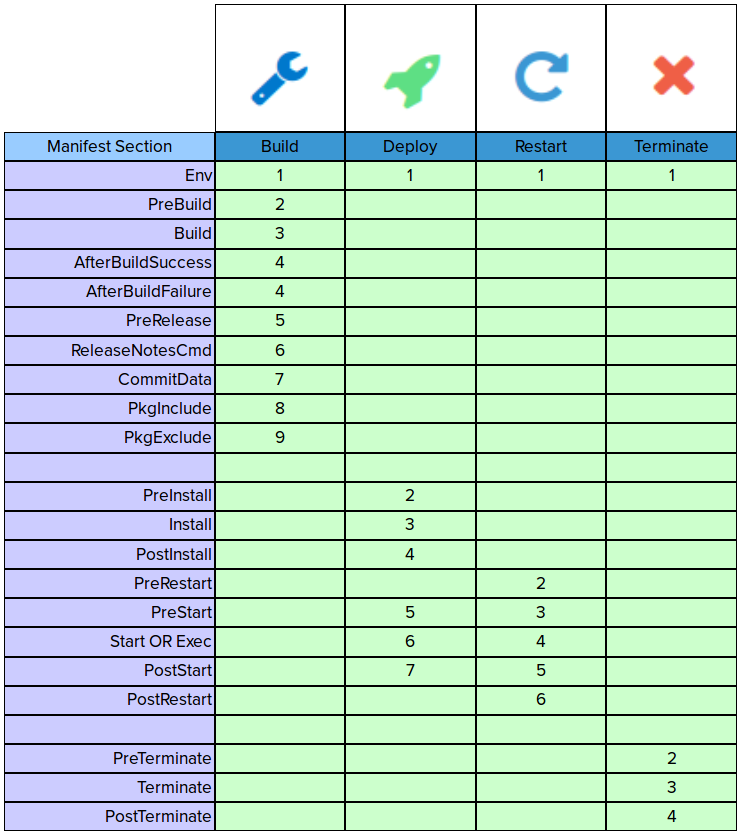 Manifest Section Build Deploy Restart Terminate
Env 1 1 1 1
PreBuild 2
Build 3
AfterBuildSuccess 4
AfterBuildFailure 4
PreRelease 5
ReleaseNotesCmd 6
CommitData 7
PkgInclude 8
PkgExclude 9
PreInstall 2
Install 3
PostInstall 4
PreRestart 2
PreStart 5 3
Start OR Exec 6 4
PostStart 7 5
PostRestart 6
PreTerminate 2
Terminate 3
PostTerminate 4